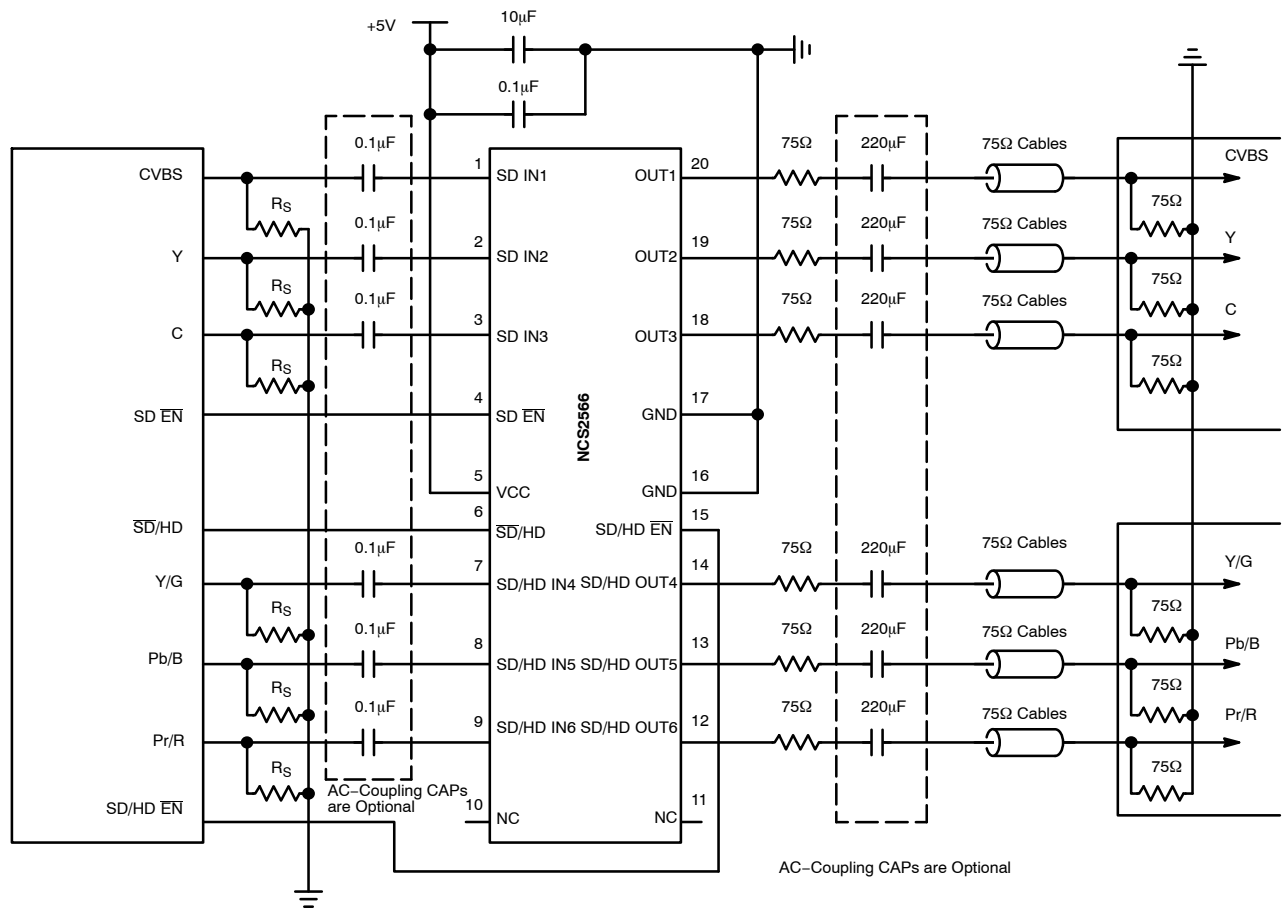 +5V
10μF
0.1μF
0.1μF
75Ω
220μF
75Ω Cables
CVBS
1
SD IN1
OUT1
20
CVBS
RS
75Ω
0.1μF
75Ω
220μF
75Ω Cables
Y
2
SD IN2
OUT2
19
Y
RS
75Ω
0.1μF
75Ω
220μF
75Ω Cables
C
3
SD IN3
OUT3
18
C
RS
75Ω
SD EN
4
SD EN
GND
17
NCS2566
5
VCC
GND
16
SD/HD
6
SD/HD
SD/HD EN
15
0.1μF
75Ω
220μF
75Ω Cables
Y/G
7
SD/HD IN4
SD/HD OUT4
14
Y/G
RS
75Ω
0.1μF
75Ω
220μF
75Ω Cables
Pb/B
8
SD/HD IN5
SD/HD OUT5
13
Pb/B
RS
75Ω
0.1μF
75Ω
220μF
75Ω Cables
Pr/R
9
SD/HD IN6
SD/HD OUT6
12
Pr/R
RS
75Ω
AC−Coupling CAPs
are Optional
SD/HD EN
10
NC
NC
11
AC−Coupling CAPs are Optional